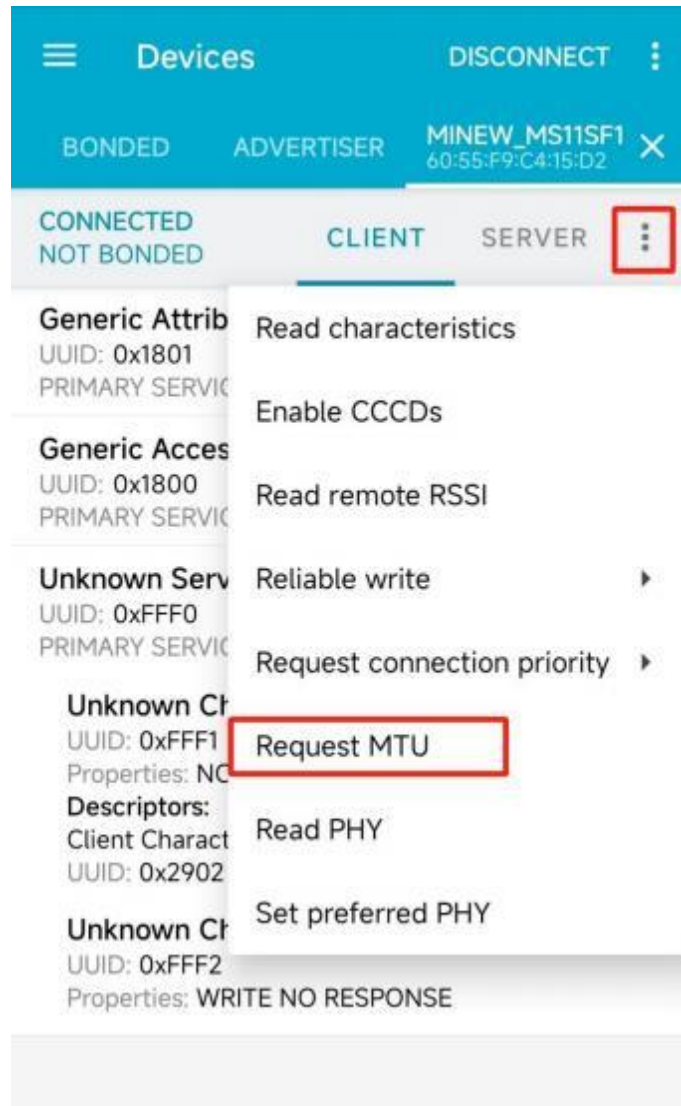 Devices DISCONNECT
BONDED ADVERTISER MINEW_MS11SF1
60:55:F9:C4:15:D2
CONNECTED
NOT BONDED
CLIENT SERVER
Generic Attrib
UUID: 0x1801
PRIMARY SERVIC
Generic Acces
UUID: 0x1800
PRIMARY SERVIC
Unknown Serv
UUID: 0xFFF0
PRIMARY SERVIC
Unknown Ch
UUID: 0xFFF1
Properties: NO
Descriptors:
Client Charact
UUID: 0x2902
Unknown Ch
UUID: 0xFFF2
Properties: WRITE NO RESPONSE
Read characteristics
Enable CCCDs
Read remote RSSI
Reliable write
Request connection priority
Request MTU
Read PHY
Set preferred PHY